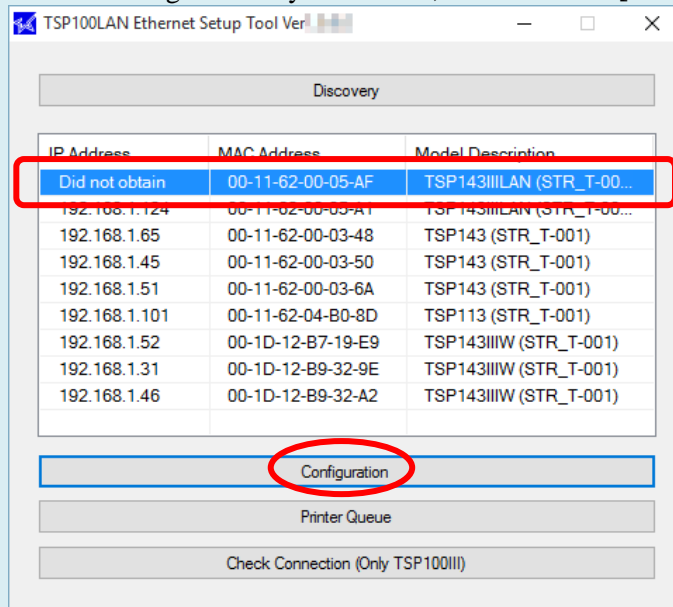 TSP100LAN Ethernet Setup Tool Ver
Discovery
IP Address MAC Address Model Description
Did not obtain 00-11-62-00-05-AF TSP143IIILAN (STR_T-00...
192.168.1.124 00-11-62-00-05-A1 TSP143IIILAN (STR_T-00...
192.168.1.65 00-11-62-00-03-48 TSP143 (STR_T-001)
192.168.1.45 00-11-62-00-03-50 TSP143 (STR_T-001)
192.168.1.51 00-11-62-00-03-6A TSP143 (STR_T-001)
192.168.1.101 00-11-62-04-B0-8D TSP113 (STR_T-001)
192.168.1.52 00-1D-12-B7-19-E9 TSP143IIIW (STR_T-001)
192.168.1.31 00-1D-12-B9-32-9E TSP143IIIW (STR_T-001)
192.168.1.46 00-1D-12-B9-32-A2 TSP143IIIW (STR_T-001)
Configuration
Printer Queue
Check Connection (Only TSP100III)